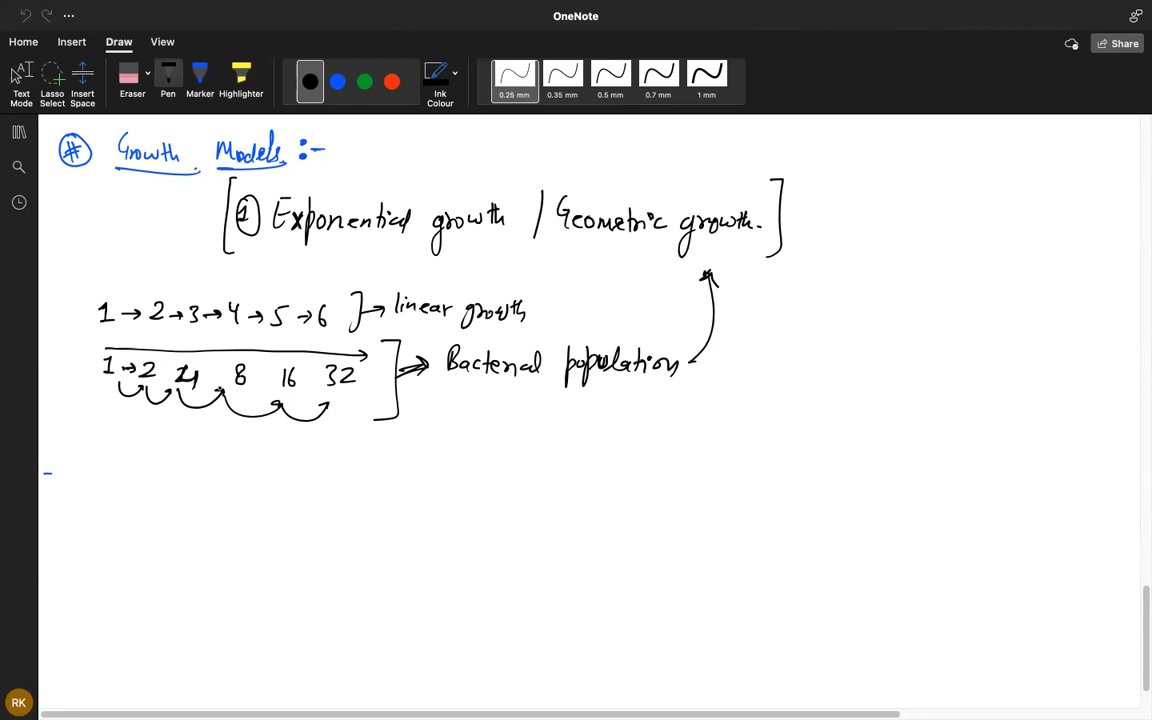 OneNote
Home Insert Draw View
Share
Text Mode
Lasso Select
Insert Space
Eraser
Pen
Marker
Highlighter
Ink Colour
0.25 mm 0.35 mm 0.5 mm 0.7 mm 1 mm
# Growth Models :-
[① Exponential growth / Geometric growth.]
1 → 2 → 3 → 4 → 5 → 6 ] → linear growth
1 → 2 4 8 16 32 ] ⇒ Bacterial population
RK